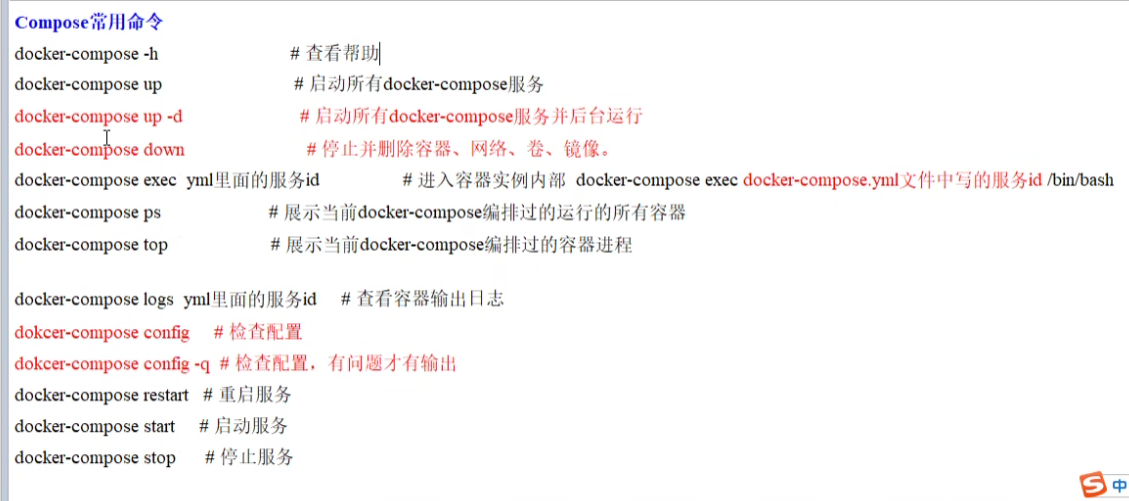 Compose常用命令
docker-compose -h # 查看帮助
docker-compose up # 启动所有docker-compose服务
docker-compose up -d # 启动所有docker-compose服务并后台运行
docker-compose down # 停止并删除容器、网络、卷、镜像。
docker-compose exec yml里面的服务id # 进入容器实例内部 docker-compose exec docker-compose.yml文件中写的服务id /bin/bash
docker-compose ps # 展示当前docker-compose编排过的运行的所有容器
docker-compose top # 展示当前docker-compose编排过的容器进程
docker-compose logs yml里面的服务id # 查看容器输出日志
dokcer-compose config # 检查配置
dokcer-compose config -q # 检查配置，有问题才有输出
docker-compose restart # 重启服务
docker-compose start # 启动服务
docker-compose stop # 停止服务
S 中